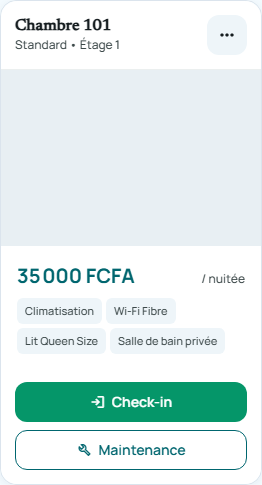 Chambre 101
Standard • Étage 1
35 000 FCFA / nuitée
Climatisation Wi-Fi Fibre
Lit Queen Size Salle de bain privée
Check-in
Maintenance